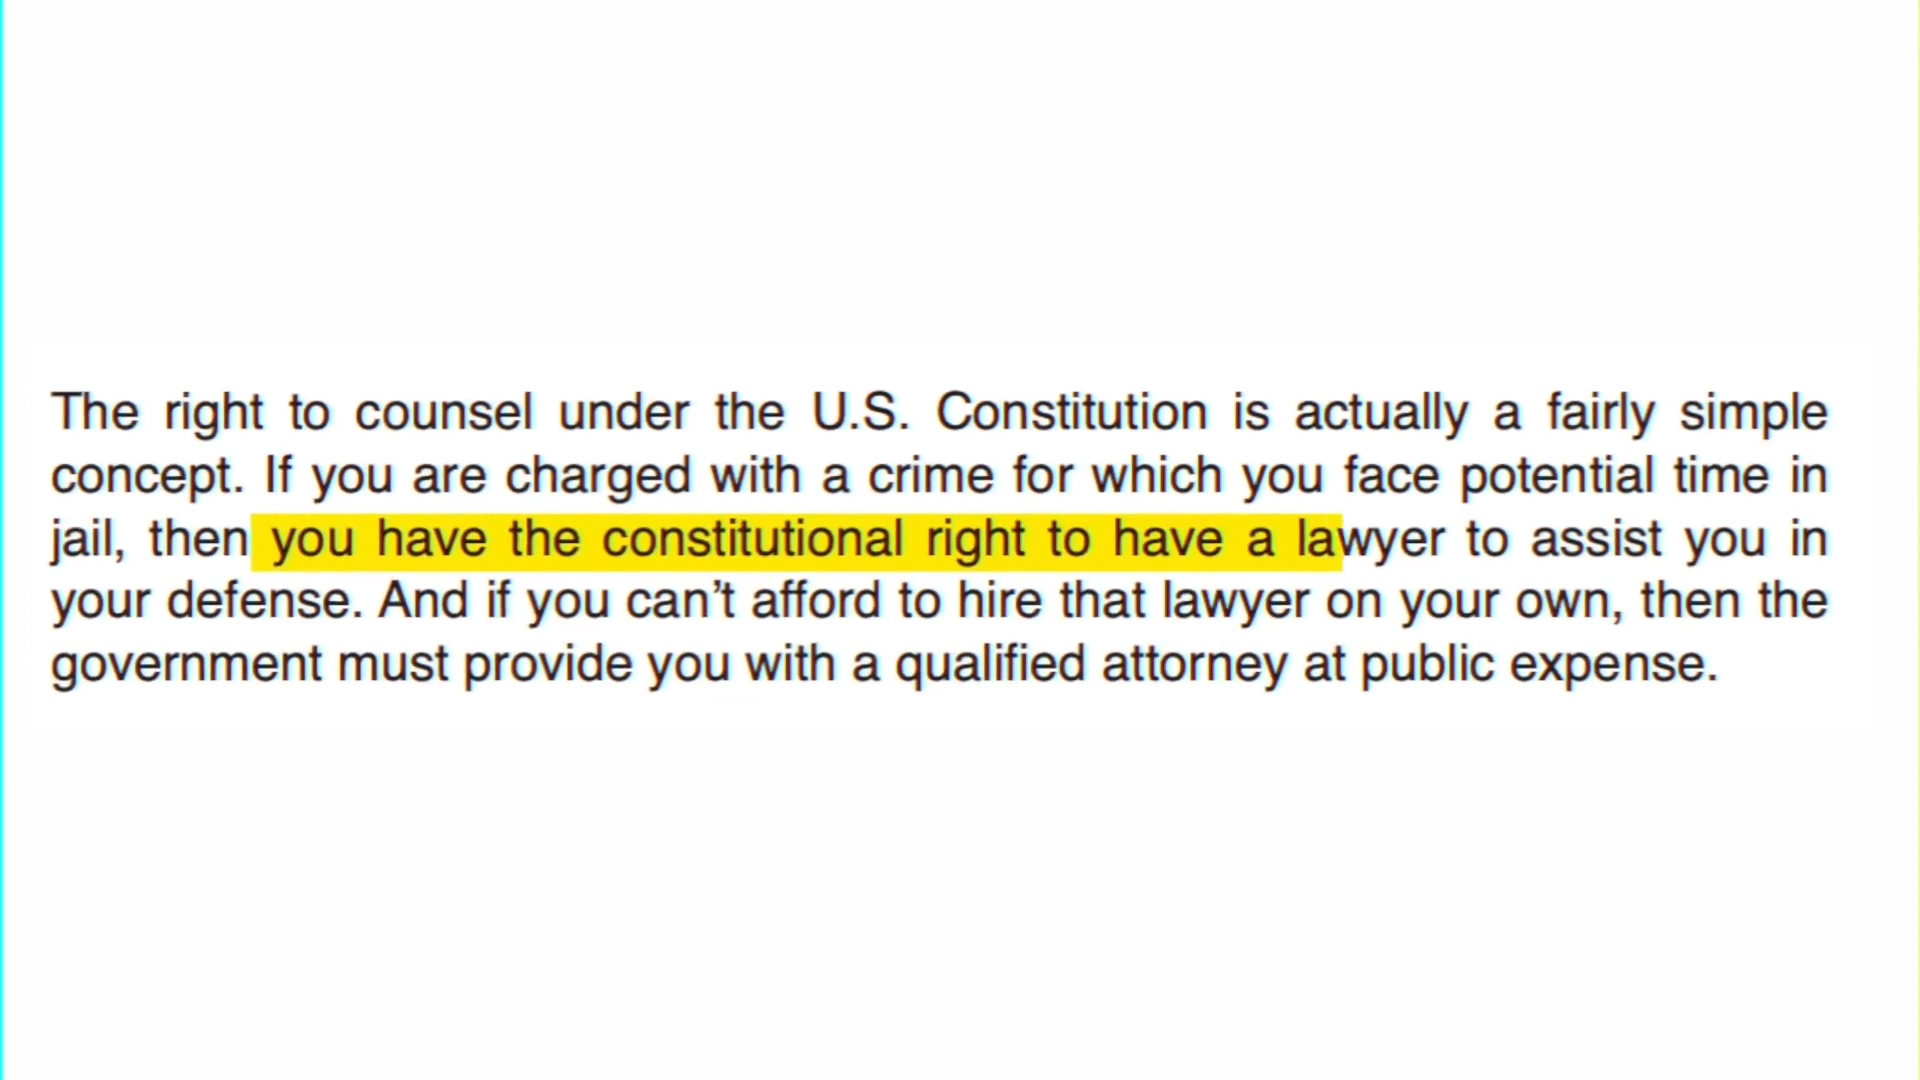 The right to counsel under the U.S. Constitution is actually a fairly simple
concept. If you are charged with a crime for which you face potential time in
jail, then you have the constitutional right to have a lawyer to assist you in
your defense. And if you can’t afford to hire that lawyer on your own, then the
government must provide you with a qualified attorney at public expense.